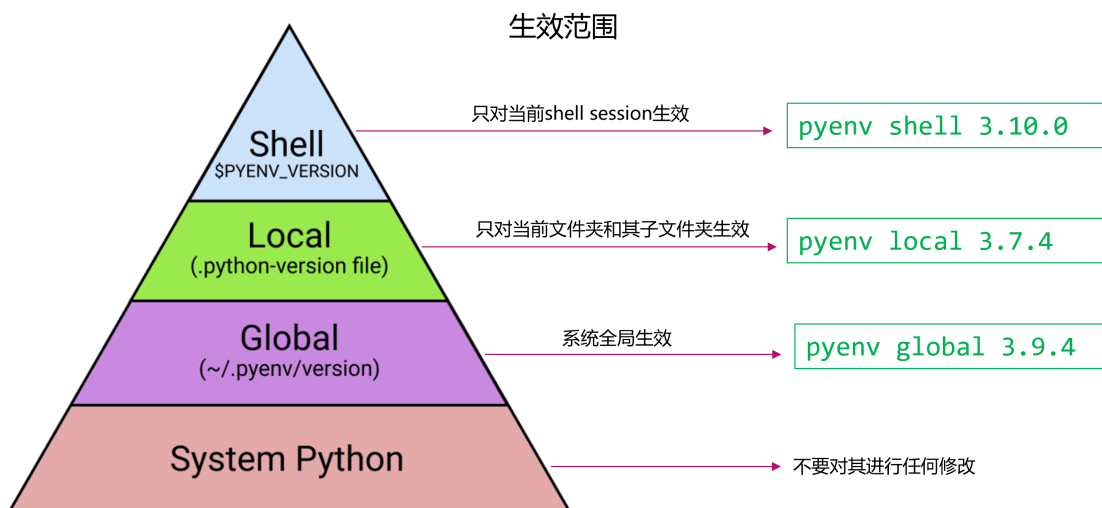 生效范围
Shell
$PYENV_VERSION
只对当前shell session生效
pyenv shell 3.10.0
Local
(.python-version file)
只对当前文件夹和其子文件夹生效
pyenv local 3.7.4
Global
(~/.pyenv/version)
系统全局生效
pyenv global 3.9.4
System Python
不要对其进行任何修改